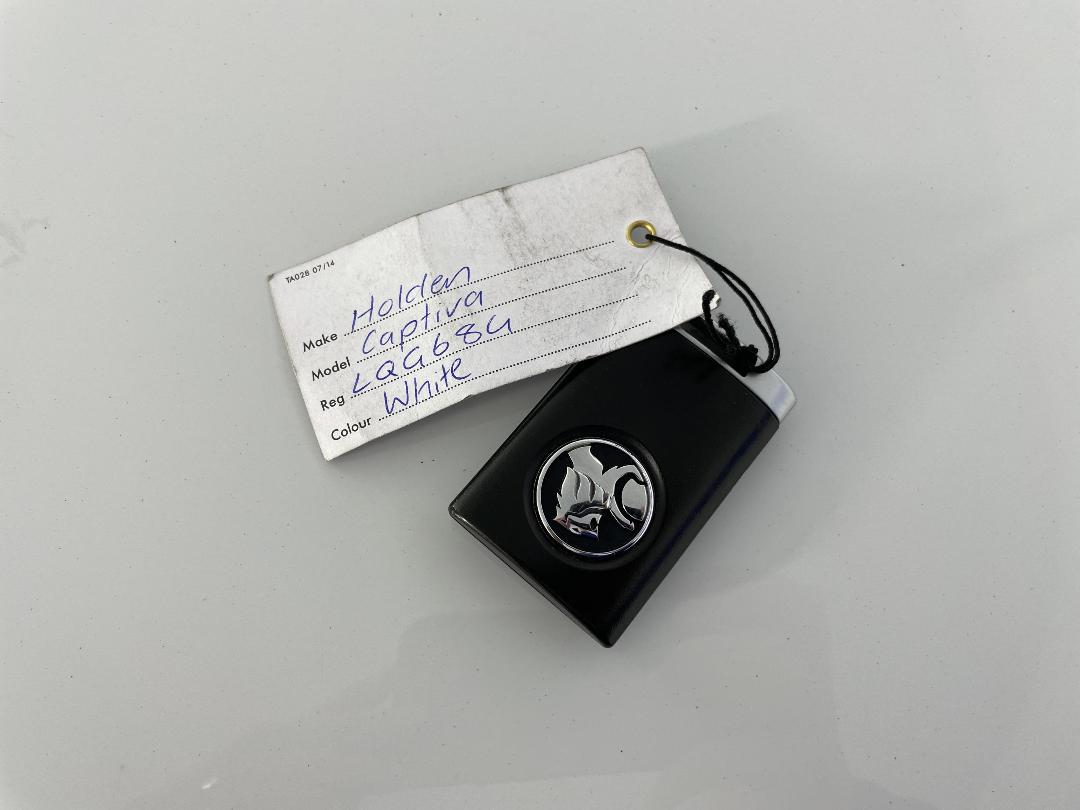 TA028 07/14
Make Holden
Model Captiva
Reg LQG684
Colour White